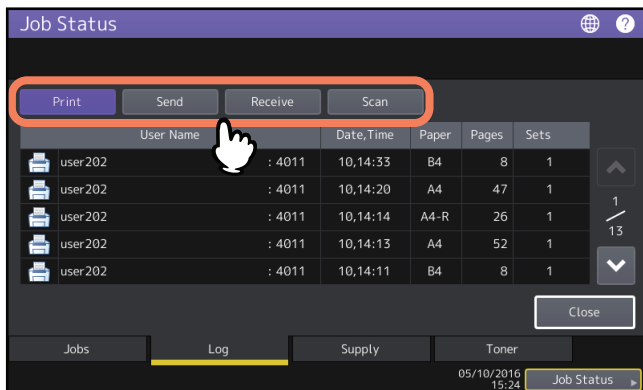 Job Status ?
Print Send Receive Scan
User Name Date,Time Paper Pages Sets
user202 : 4011 10,14:33 B4 8 1
user202 : 4011 10,14:20 A4 47 1
user202 : 4011 10,14:14 A4-R 26 1
user202 : 4011 10,14:13 A4 52 1
user202 : 4011 10,14:11 B4 8 1
1
13
Close
Jobs Log Supply Toner
05/10/2016
15:24
Job Status